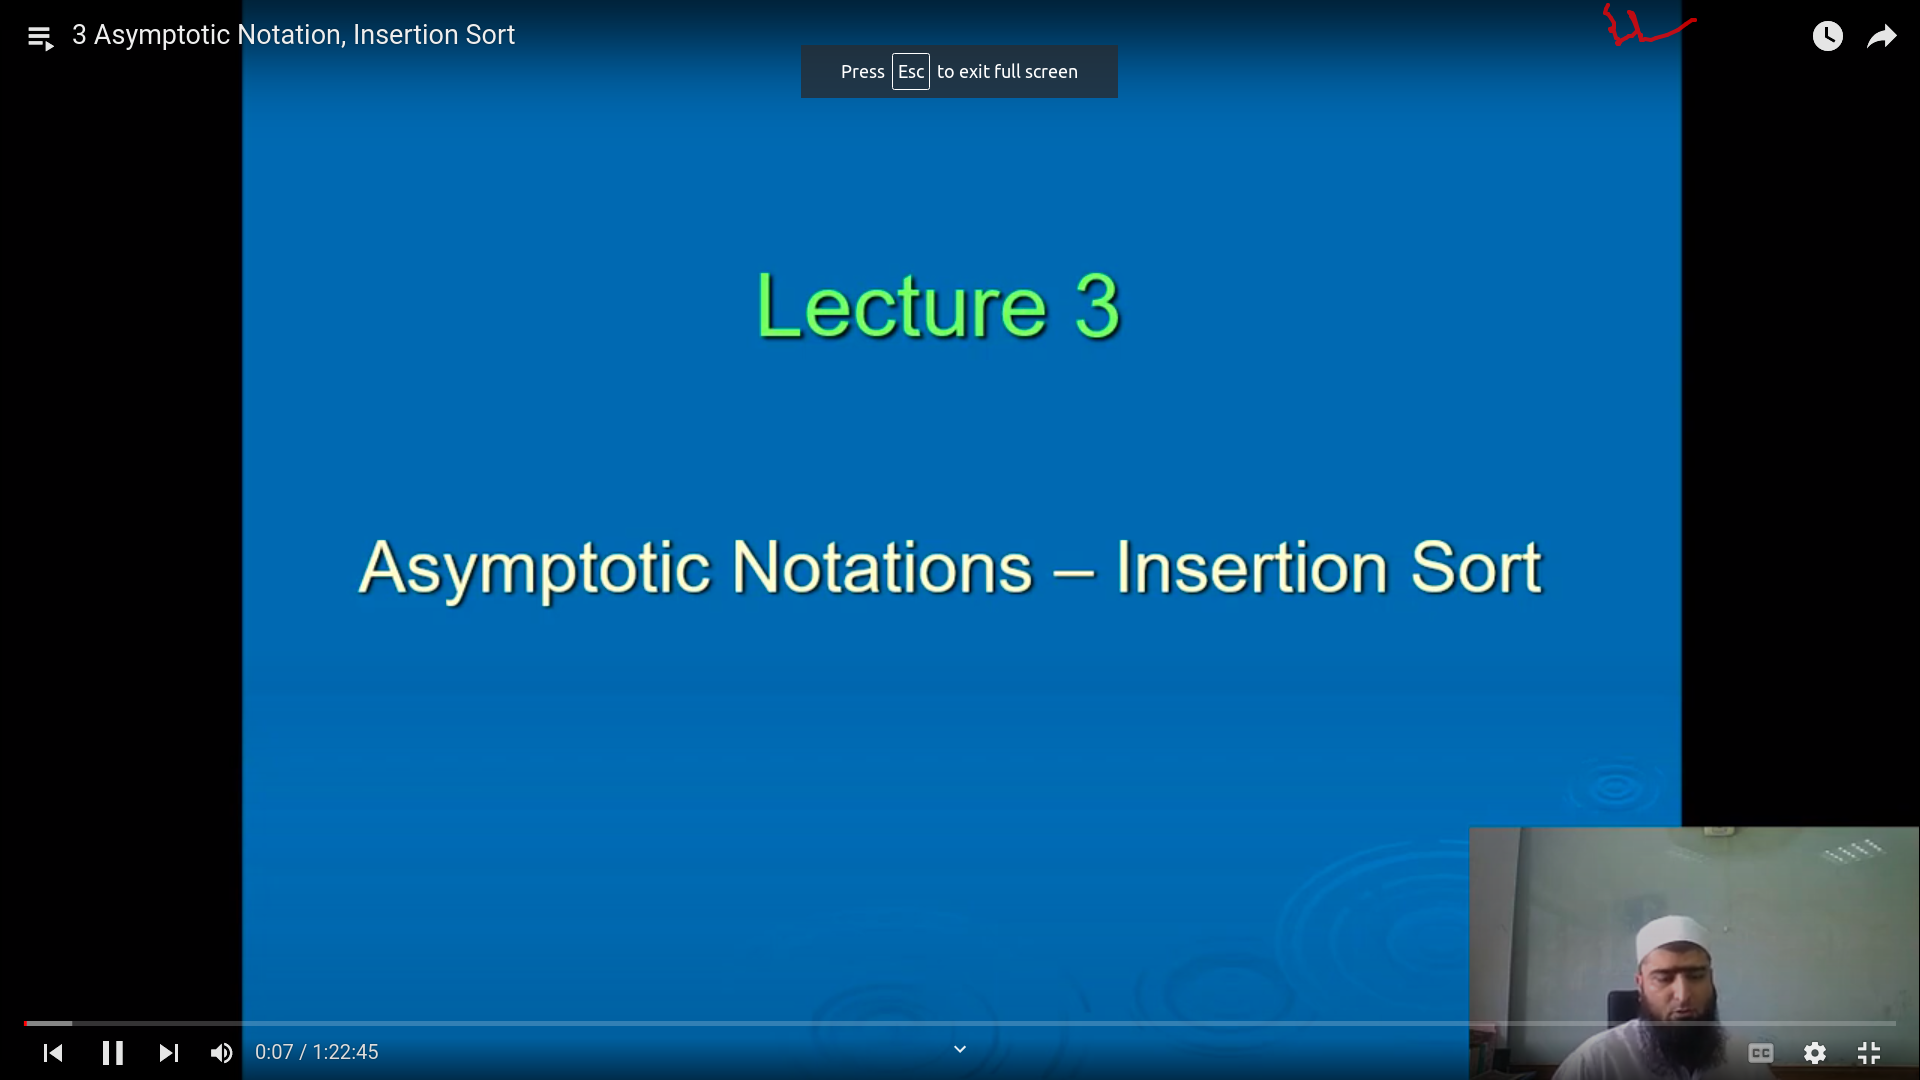 3 Asymptotic Notation, Insertion Sort
Press Esc to exit full screen
Lecture 3
Asymptotic Notations – Insertion Sort
0:07 / 1:22:45
CC